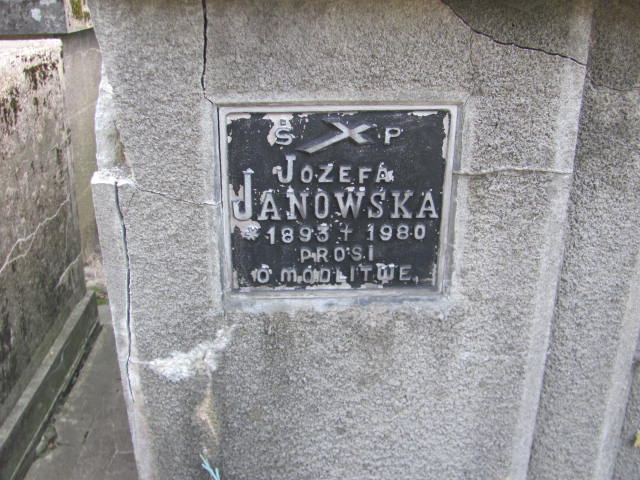 Ś P
JÓZEFA
JANOWSKA
* 1893 + 1980
PROSI
O MODLITWĘ